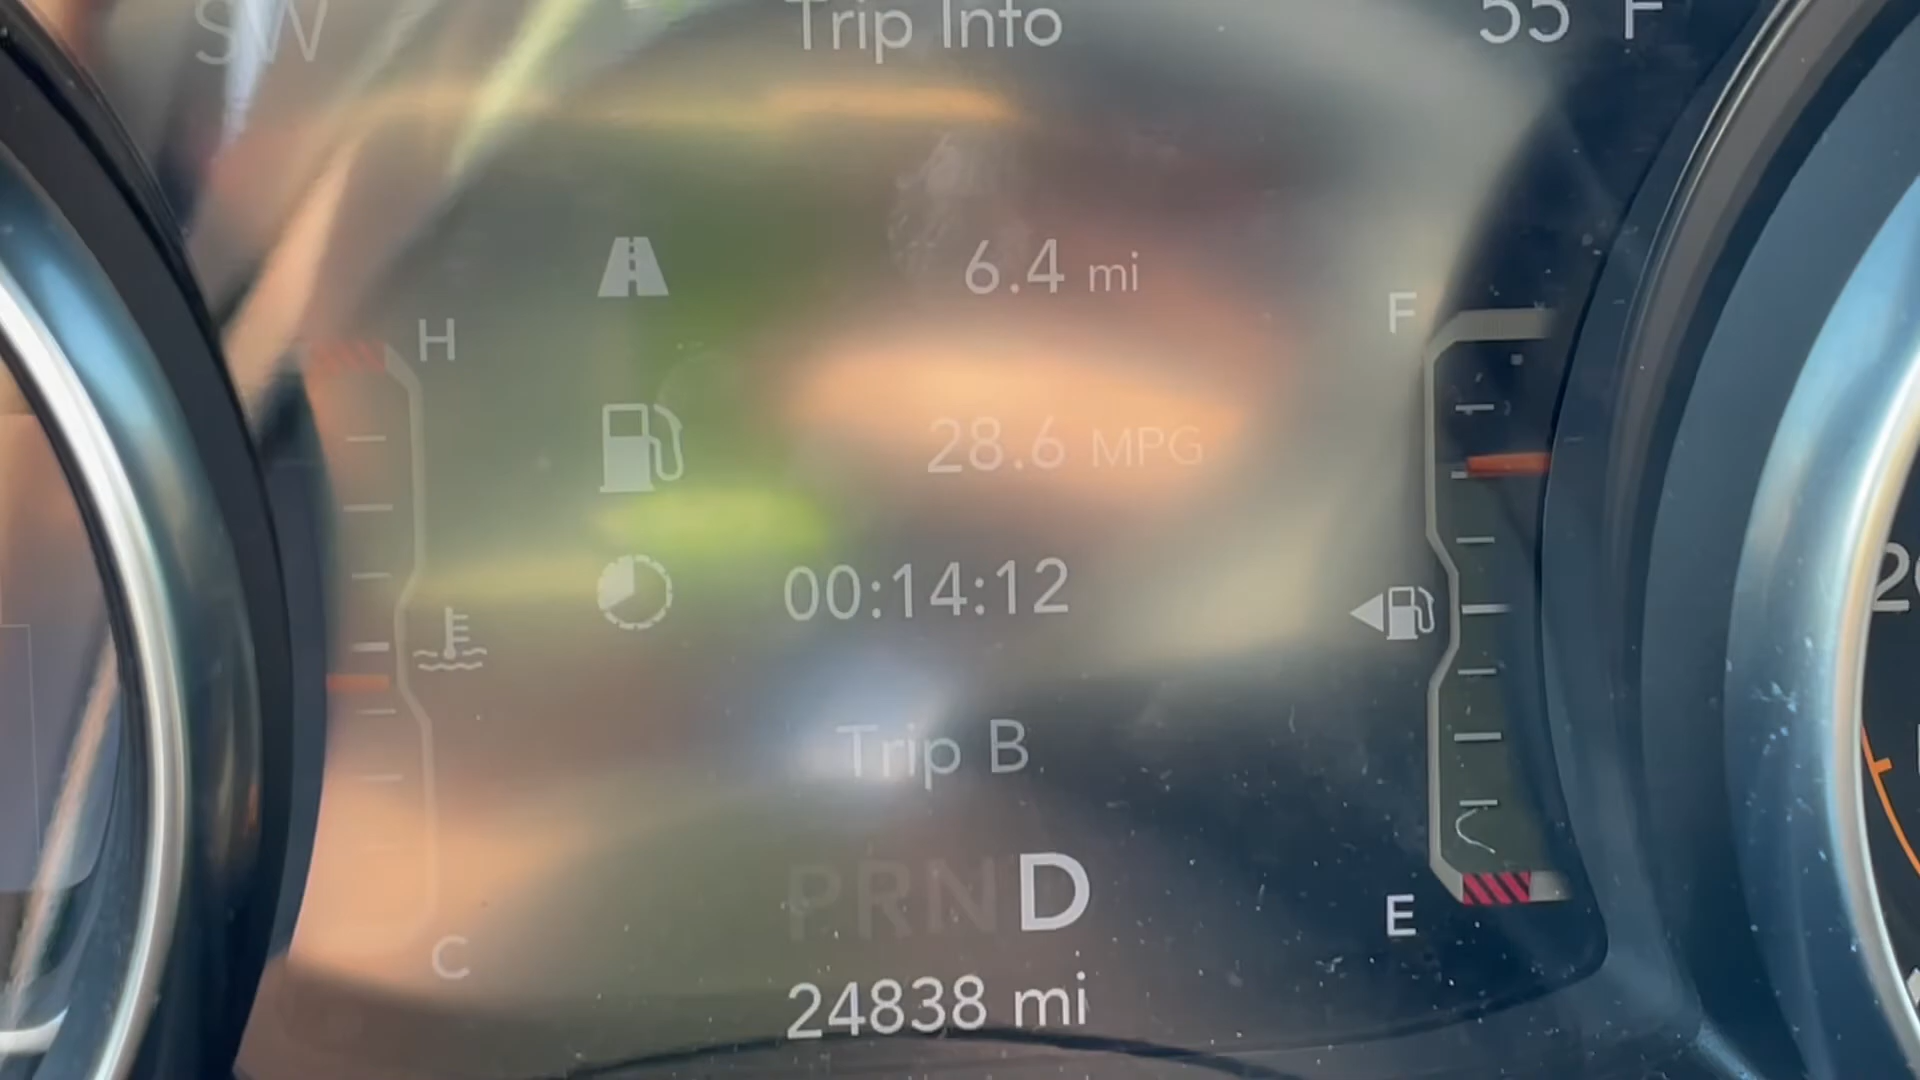 SW
Trip Info
55 F
6.4 mi
H
F
28.6 MPG
00:14:12
Trip B
PRND
E
C
24838 mi